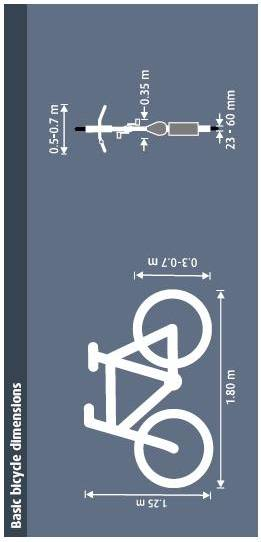 Basic bicycle dimensions
0.5-0.7 m
0.35 m
23 - 60 mm
0.3-0.7 m
1.80 m
1.25 m